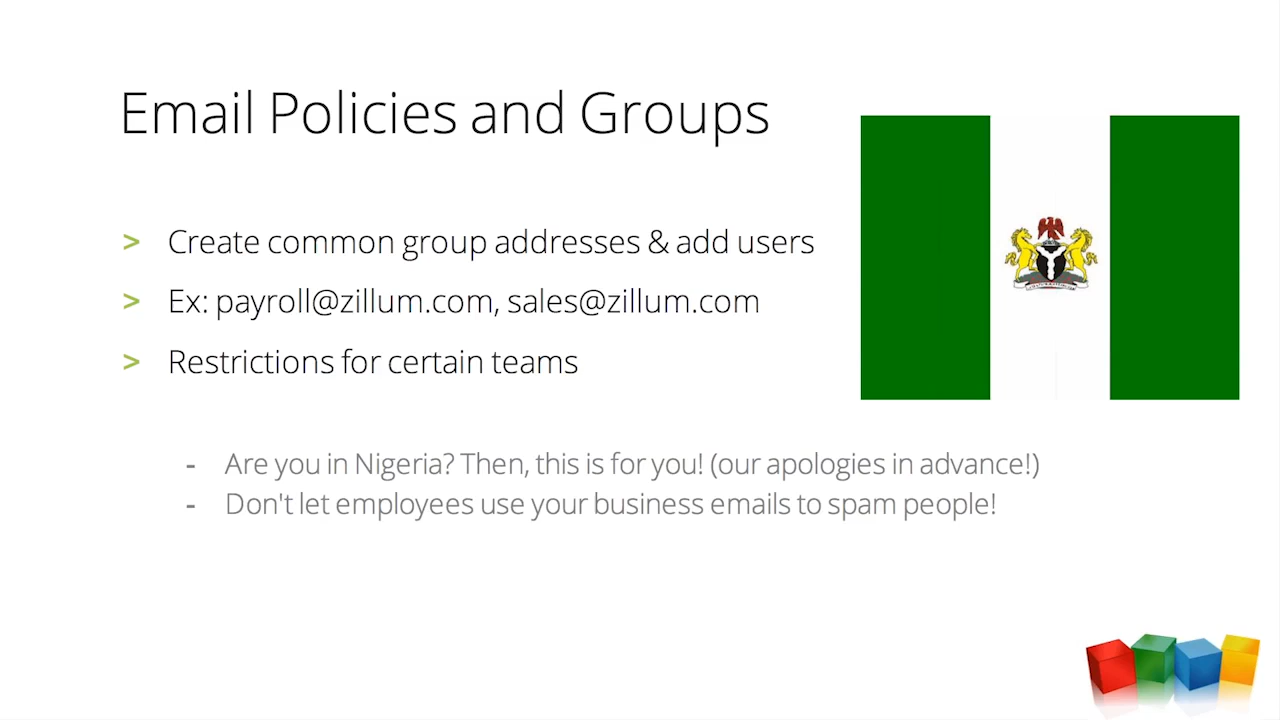 Email Policies and Groups
> Create common group addresses & add users
> Ex: payroll@zillum.com, sales@zillum.com
> Restrictions for certain teams
- Are you in Nigeria? Then, this is for you! (our apologies in advance!)
- Don't let employees use your business emails to spam people!